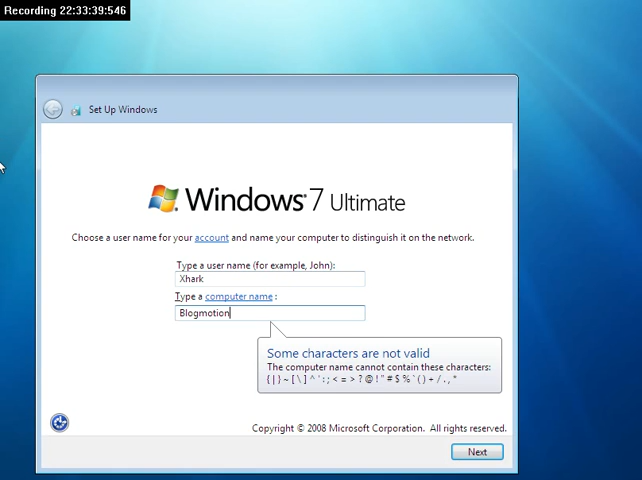 Recording 22:33:39:546
Set Up Windows
Windows 7 Ultimate
Choose a user name for your account and name your computer to distinguish it on the network.
Type a user name (for example, John):
Xhark
Type a computer name :
Blogmotion
Some characters are not valid
The computer name cannot contain these characters:
{ | } ~ [ \ ] ^ ' : ; < = > ? @ ! " # $ % ` ( ) + / . , *
Copyright © 2008 Microsoft Corporation. All rights reserved.
Next